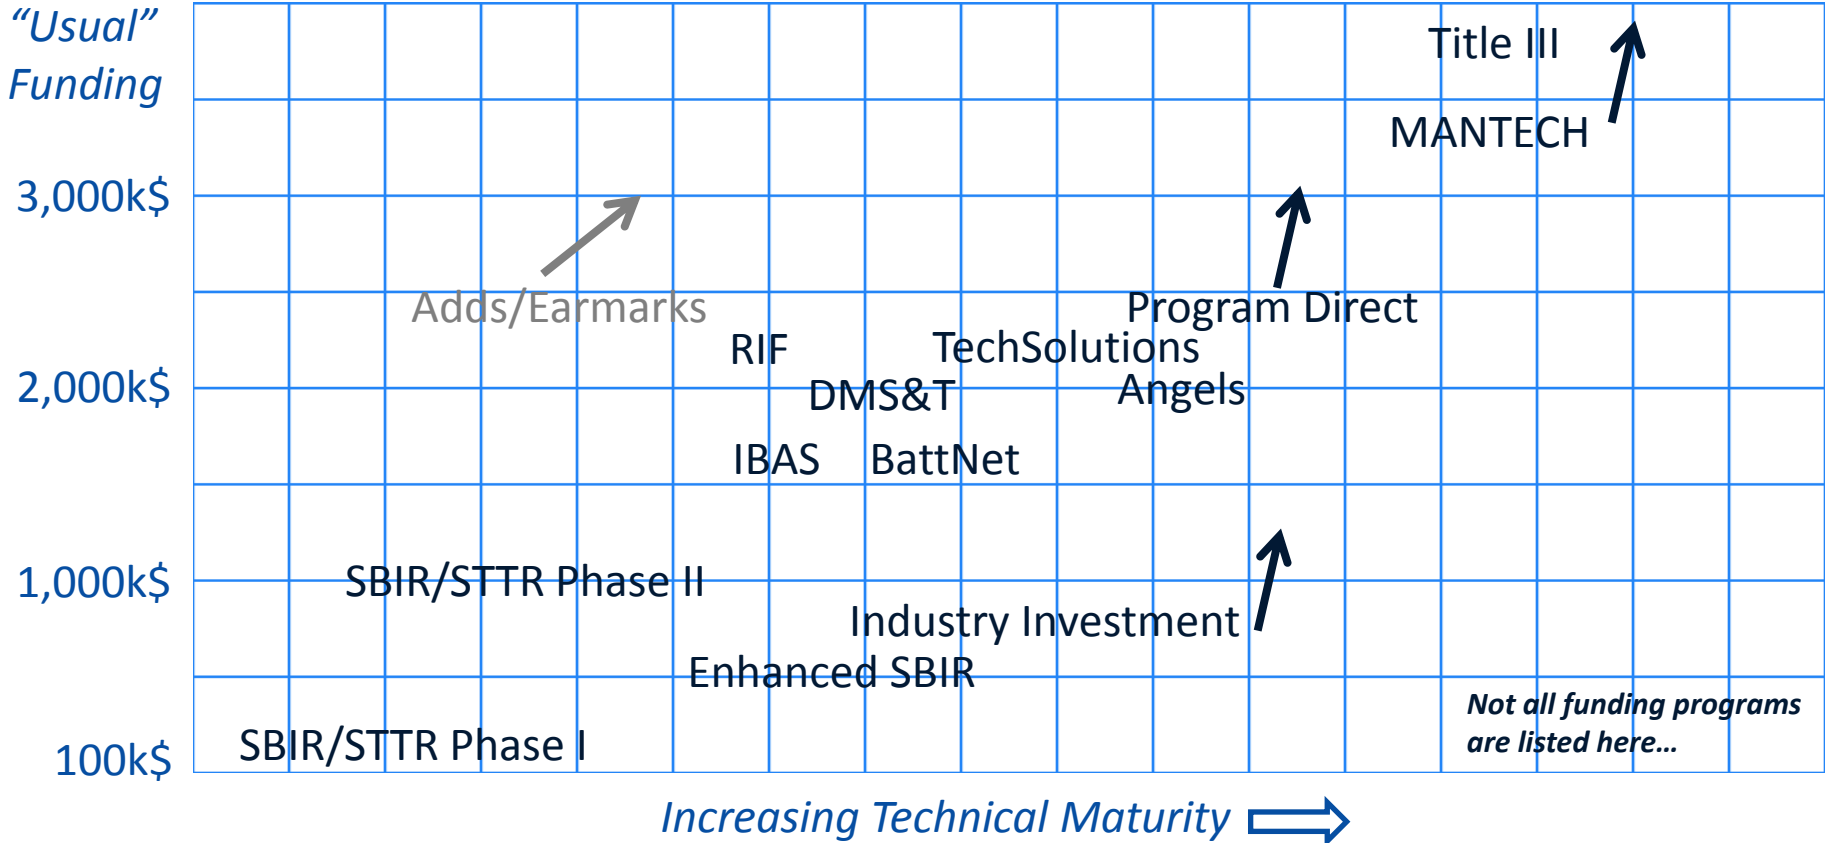 “Usual”
Funding
Title III
MANTECH
3,000k$
Adds/Earmarks
Program Direct
RIF
TechSolutions
2,000k$
DMS&T
Angels
IBAS
BattNet
1,000k$
SBIR/STTR Phase II
Industry Investment
Enhanced SBIR
Not all funding programs
are listed here…
SBIR/STTR Phase I
100k$
Increasing Technical Maturity